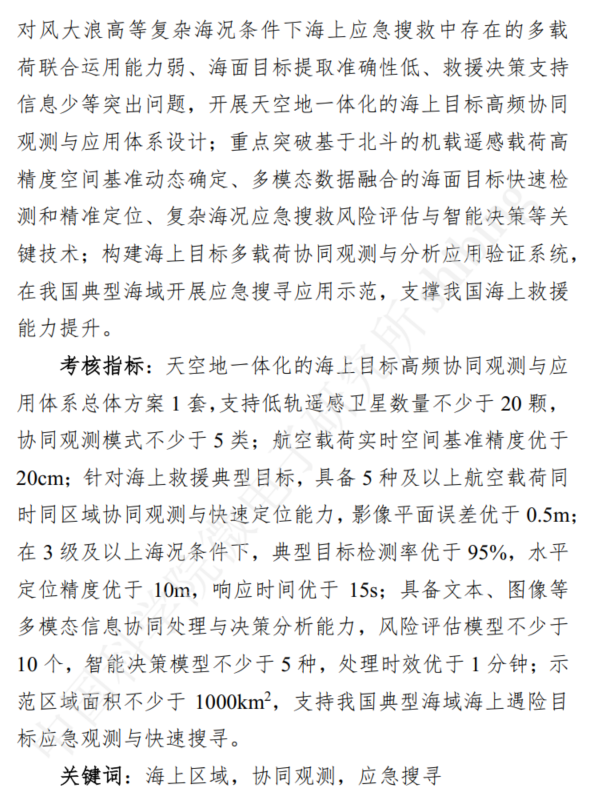 对风大浪高等复杂海况条件下海上应急搜救中存在的多载
荷联合运用能力弱、海面目标提取准确性低、救援决策支持
信息少等突出问题，开展天空地一体化的海上目标高频协同
观测与应用体系设计；重点突破基于北斗的机载遥感载荷高
精度空间基准动态确定、多模态数据融合的海面目标快速检
测和精准定位、复杂海况应急搜救风险评估与智能决策等关
键技术；构建海上目标多载荷协同观测与分析应用验证系统，
在我国典型海域开展应急搜寻应用示范，支撑我国海上救援
能力提升。
考核指标：天空地一体化的海上目标高频协同观测与应
用体系总体方案 1 套，支持低轨遥感卫星数量不少于 20 颗，
协同观测模式不少于 5 类；航空载荷实时空间基准精度优于
20cm；针对海上救援典型目标，具备 5 种及以上航空载荷同
时同区域协同观测与快速定位能力，影像平面误差优于 0.5m；
在 3 级及以上海况条件下，典型目标检测率优于 95%，水平
定位精度优于 10m，响应时间优于 15s；具备文本、图像等
多模态信息协同处理与决策分析能力，风险评估模型不少于
10 个，智能决策模型不少于 5 种，处理时效优于 1 分钟；示
范区域面积不少于 1000km²，支持我国典型海域海上遇险目
标应急观测与快速搜寻。
关键词：海上区域，协同观测，应急搜寻
中国科学院微电子研究所